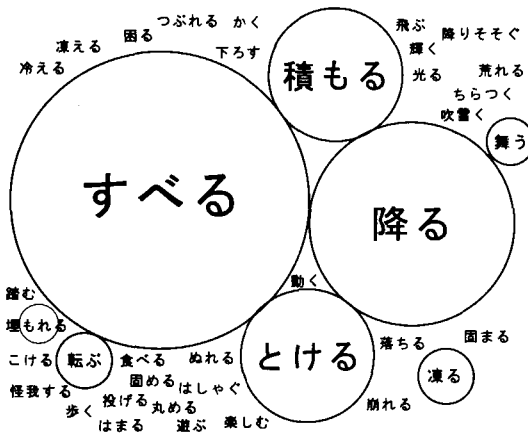 つぶれる
かく
困る
凍える
冷える
下ろす
積もる
飛ぶ
輝く
光る
降りそそぐ
荒れる
ちらつく
吹雪く
舞う
すべる
降る
動く
踏む
埋もれる
こける
転ぶ
食べる
ぬれる
とける
落ちる
固まる
凍る
崩れる
怪我する
固める
はしゃぐ
歩く
投げる
丸める
はまる
遊ぶ
楽しむ